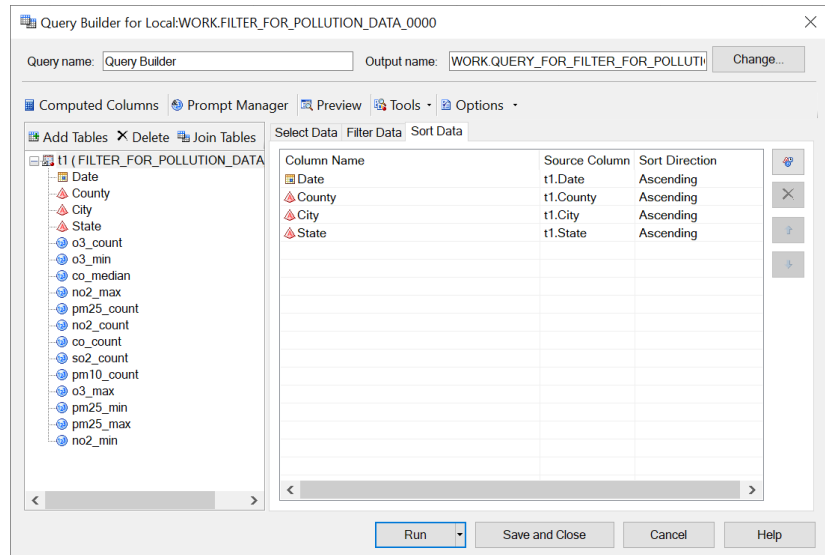 Query Builder for Local:WORK.FILTER_FOR_POLLUTION_DATA_0000
Query name: Query Builder Output name: WORK.QUERY_FOR_FILTER_FOR_POLLUTI Change...
Computed Columns Prompt Manager Preview Tools Options
Add Tables Delete Join Tables
t1 ( FILTER_FOR_POLLUTION_DATA
Date
County
City
State
o3_count
o3_min
co_median
no2_max
pm25_count
no2_count
co_count
so2_count
pm10_count
o3_max
pm25_min
pm25_max
no2_min
Select Data Filter Data Sort Data
Column Name Source Column Sort Direction
Date t1.Date Ascending
County t1.County Ascending
City t1.City Ascending
State t1.State Ascending
Run Save and Close Cancel Help